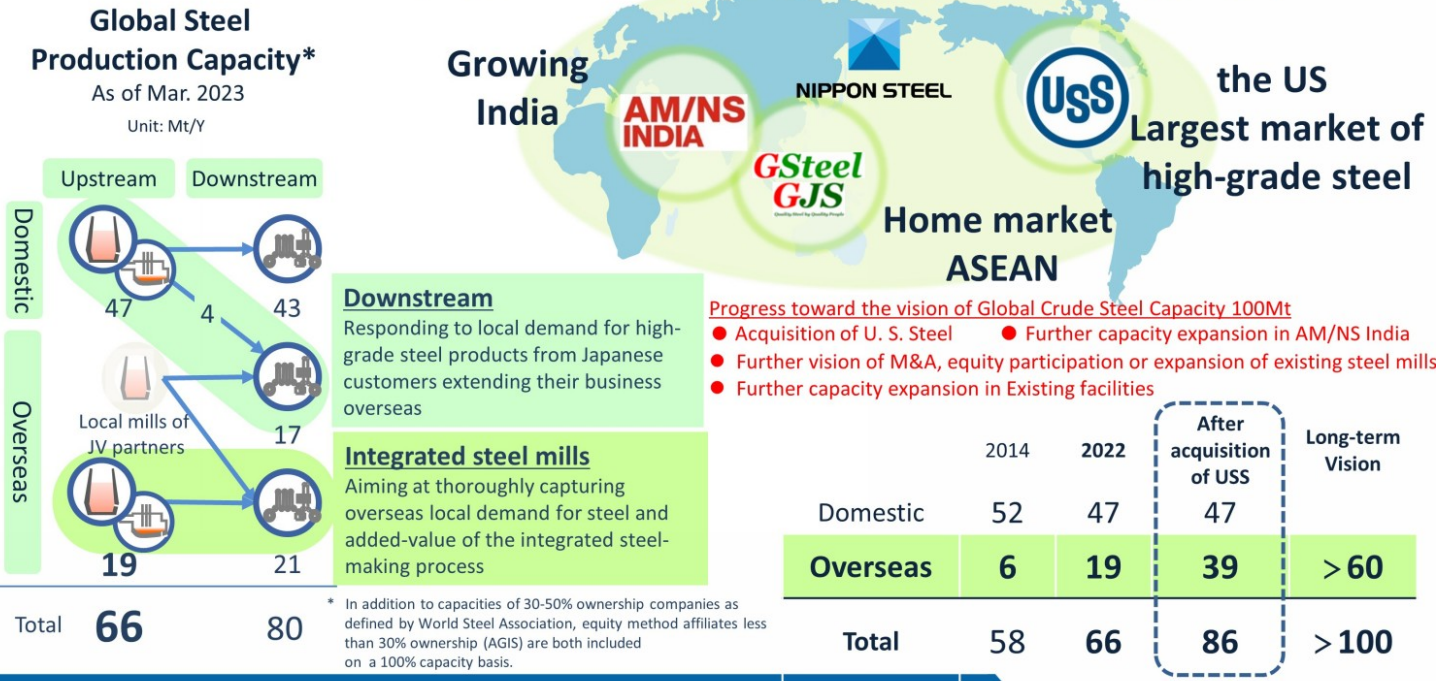 Global Steel
Production Capacity*
As of Mar. 2023
Unit: Mt/Y
Upstream
Downstream
Domestic
47
4
43
Overseas
Local mills of
JV partners
17
19
21
Total
66
80
Growing
India
AM/NS
INDIA
NIPPON STEEL
GSteel
GJS
Quality Steel by Quality People
USS
the US
Largest market of
high-grade steel
Home market
ASEAN
Downstream
Responding to local demand for high-
grade steel products from Japanese
customers extending their business
overseas
Integrated steel mills
Aiming at thoroughly capturing
overseas local demand for steel and
added-value of the integrated steel-
making process
* In addition to capacities of 30-50% ownership companies as
defined by World Steel Association, equity method affiliates less
than 30% ownership (AGIS) are both included
on a 100% capacity basis.
Progress toward the vision of Global Crude Steel Capacity 100Mt
● Acquisition of U. S. Steel ● Further capacity expansion in AM/NS India
● Further vision of M&A, equity participation or expansion of existing steel mills
● Further capacity expansion in Existing facilities
2014 2022 After
acquisition
of USS Long-term
Vision
Domestic 52 47 47
Overseas 6 19 39 >60
Total 58 66 86 >100